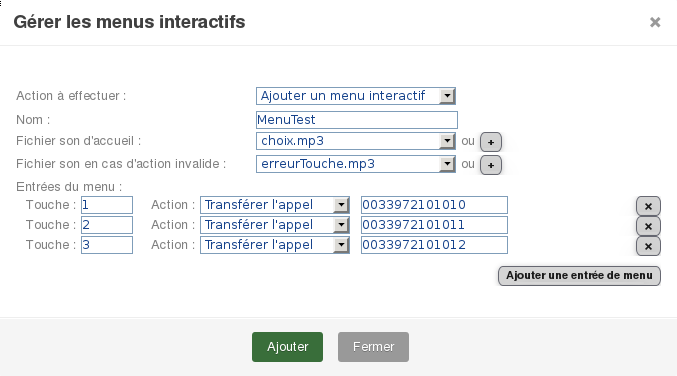 Gérer les menus interactifs ×
Action à effectuer : Ajouter un menu interactif
Nom : MenuTest
Fichier son d'accueil : choix.mp3 ou +
Fichier son en cas d'action invalide : erreurTouche.mp3 ou +
Entrées du menu :
Touche : 1 Action : Transférer l'appel 0033972101010 ×
Touche : 2 Action : Transférer l'appel 0033972101011 ×
Touche : 3 Action : Transférer l'appel 0033972101012 ×
Ajouter une entrée de menu
Ajouter Fermer